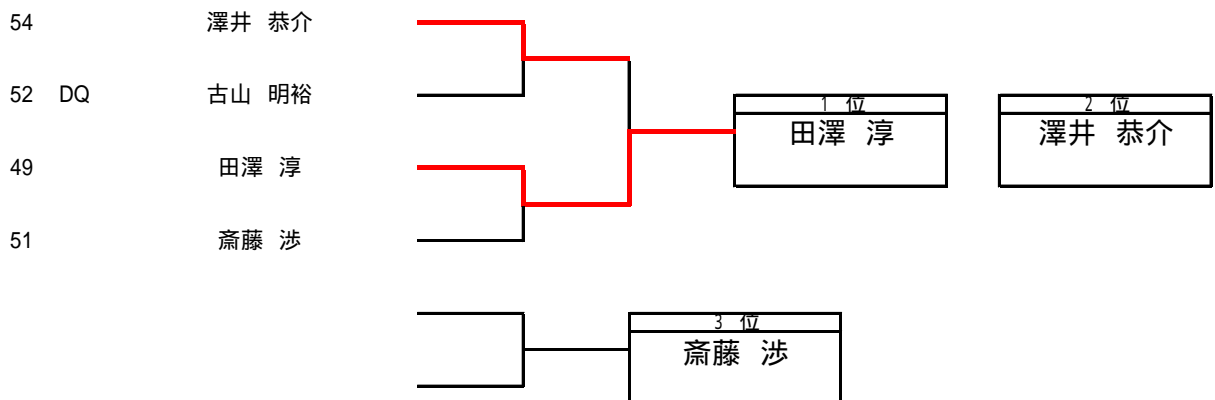 54 澤井 恭介
52 DQ 古山 明裕
1 位 2 位
田澤 淳 澤井 恭介
49 田澤 淳
51 斎藤 渉
3 位
斎藤 渉